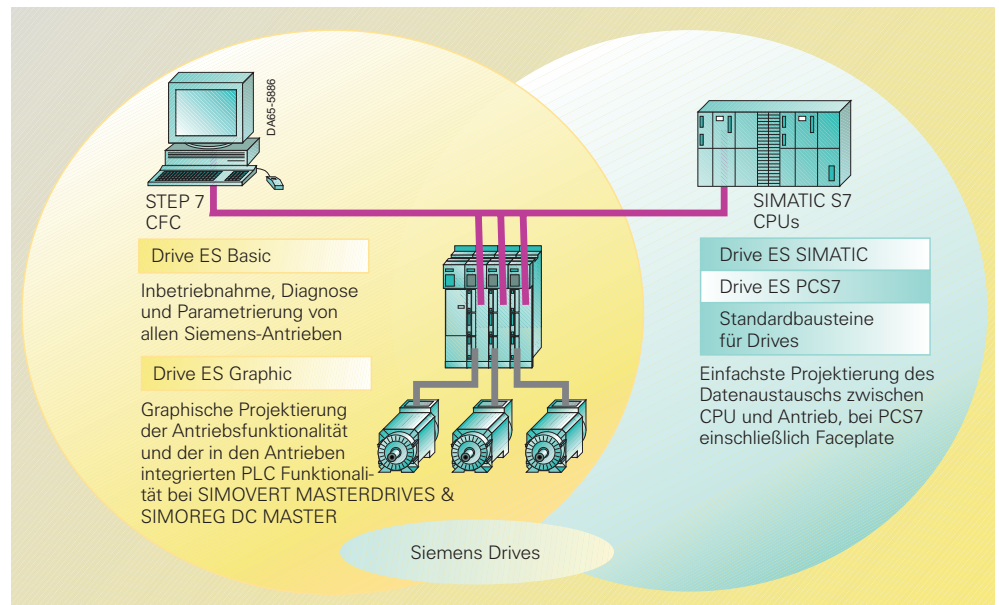 DA65-5886
STEP 7
CFC
Drive ES Basic
Inbetriebnahme, Diagnose
und Parametrierung von
allen Siemens-Antrieben
Drive ES Graphic
Graphische Projektierung
der Antriebsfunktionalität
und der in den Antrieben
integrierten PLC Funktionali-
tät bei SIMOVERT MASTERDRIVES &
SIMOREG DC MASTER
SIMATIC S7
CPUs
Drive ES SIMATIC
Drive ES PCS7
Standardbausteine
für Drives
Einfachste Projektierung des
Datenaustauschs zwischen
CPU und Antrieb, bei PCS7
einschließlich Faceplate
Siemens Drives